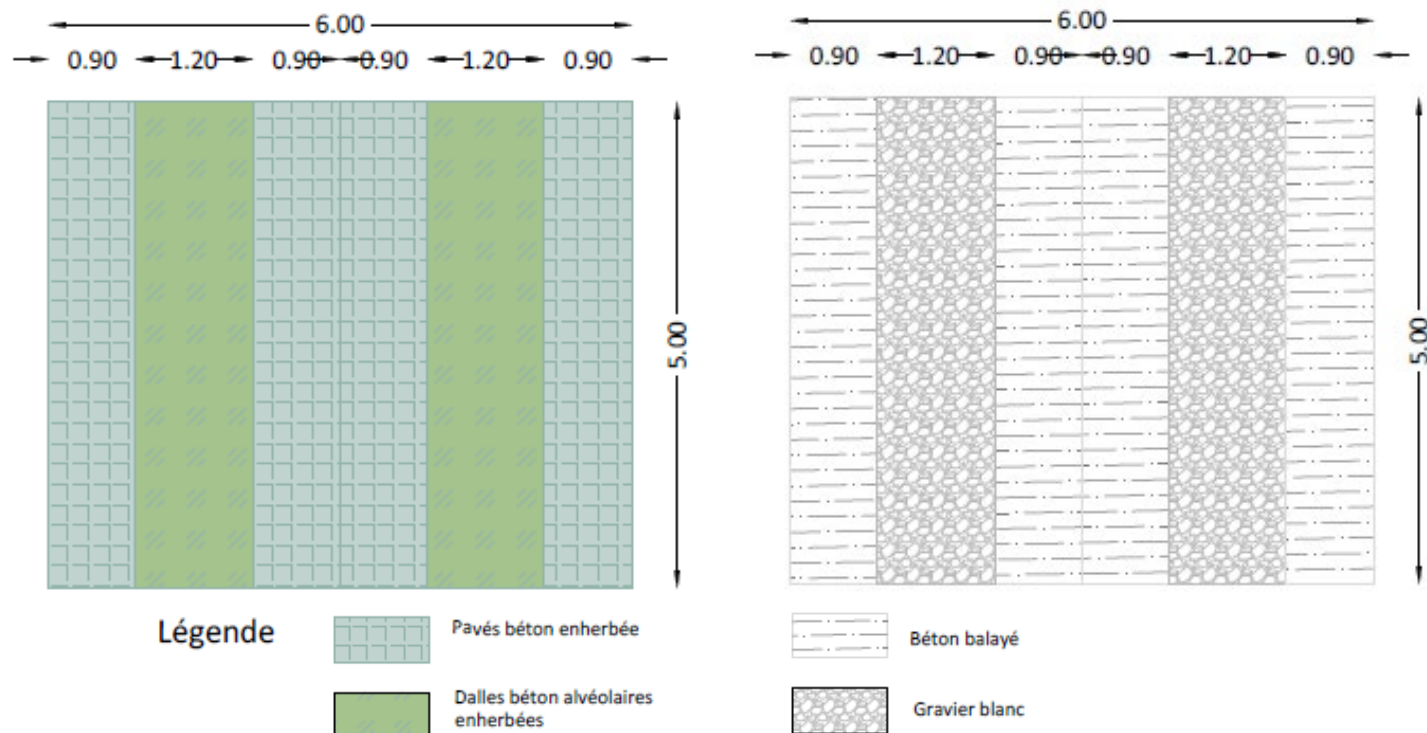 6.00
0.90 1.20 0.90 0.90 1.20 0.90
5.00
6.00
0.90 1.20 0.90 0.90 1.20 0.90
5.00
Légende
Pavés béton enherbée
Dalles béton alvéolaires
enherbées
Béton balayé
Gravier blanc